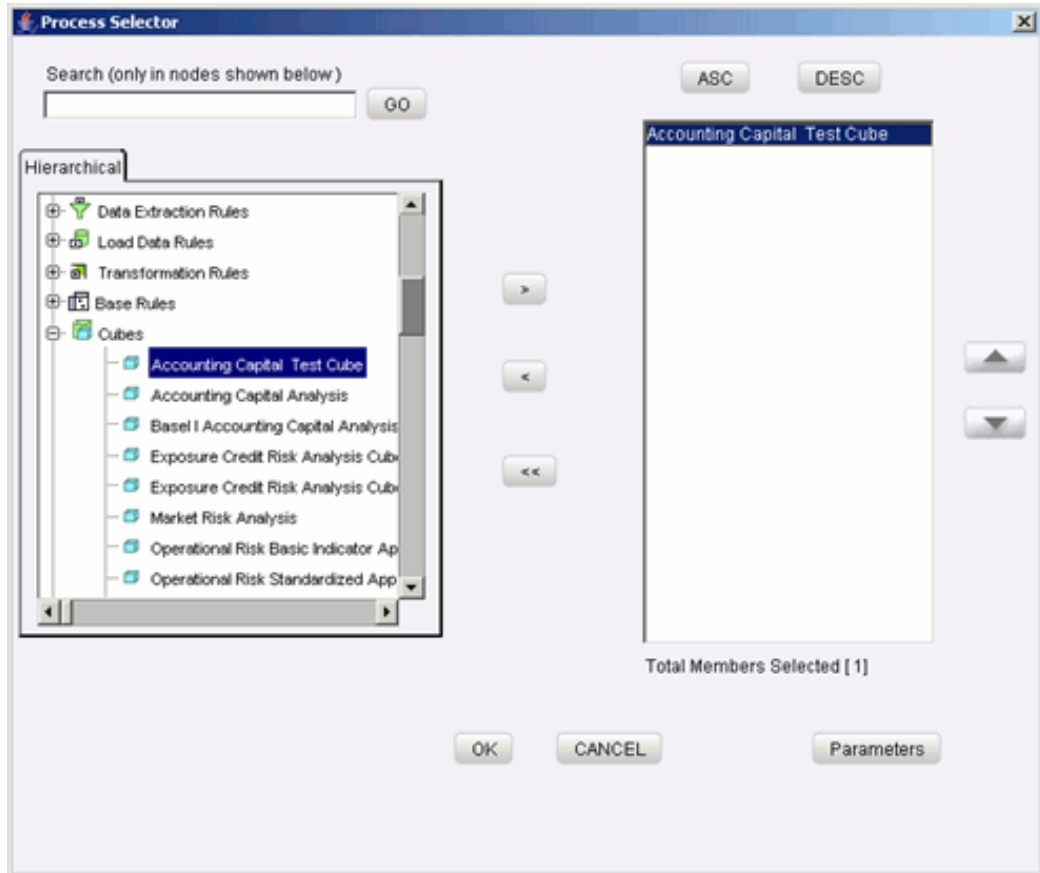 Process Selector
Search (only in nodes shown below)
GO
ASC
DESC
Hierarchical
Data Extraction Rules
Load Data Rules
Transformation Rules
Base Rules
Cubes
Accounting Capital Test Cube
Accounting Capital Analysis
Basel I Accounting Capital Analysis
Exposure Credit Risk Analysis Cub
Exposure Credit Risk Analysis Cub
Market Risk Analysis
Operational Risk Basic Indicator Ap
Operational Risk Standardized App
>
<
<<
Accounting Capital Test Cube
Total Members Selected [1]
OK
CANCEL
Parameters